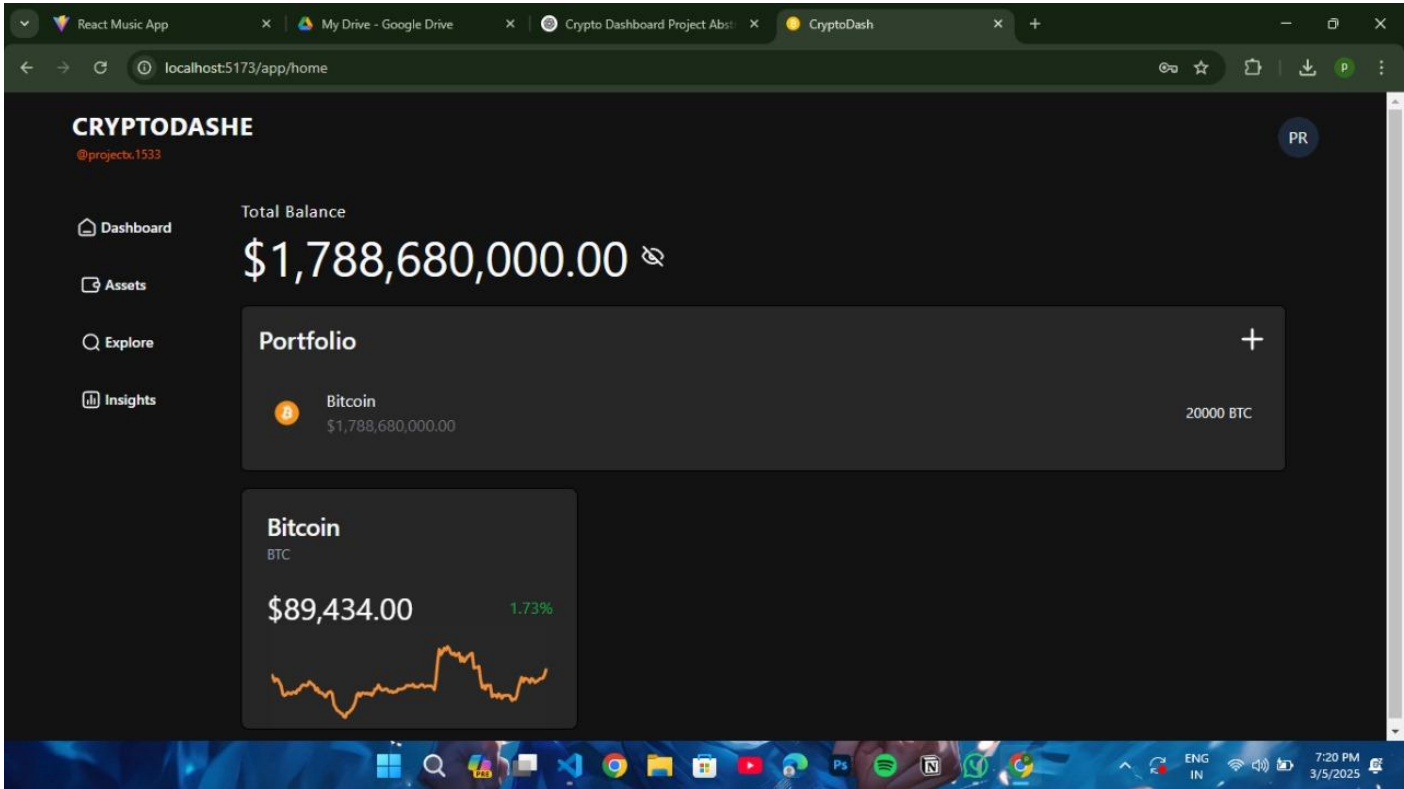 React Music App
My Drive - Google Drive
Crypto Dashboard Project Abst
CryptoDash
localhost:5173/app/home
P
CRYPTODASHE
@projectx.1533
PR
Dashboard
Assets
Explore
Insights
Total Balance
$1,788,680,000.00
Portfolio
Bitcoin
$1,788,680,000.00
20000 BTC
Bitcoin
BTC
$89,434.00
1.73%
PRE
Ps
ENG
IN
7:20 PM
3/5/2025